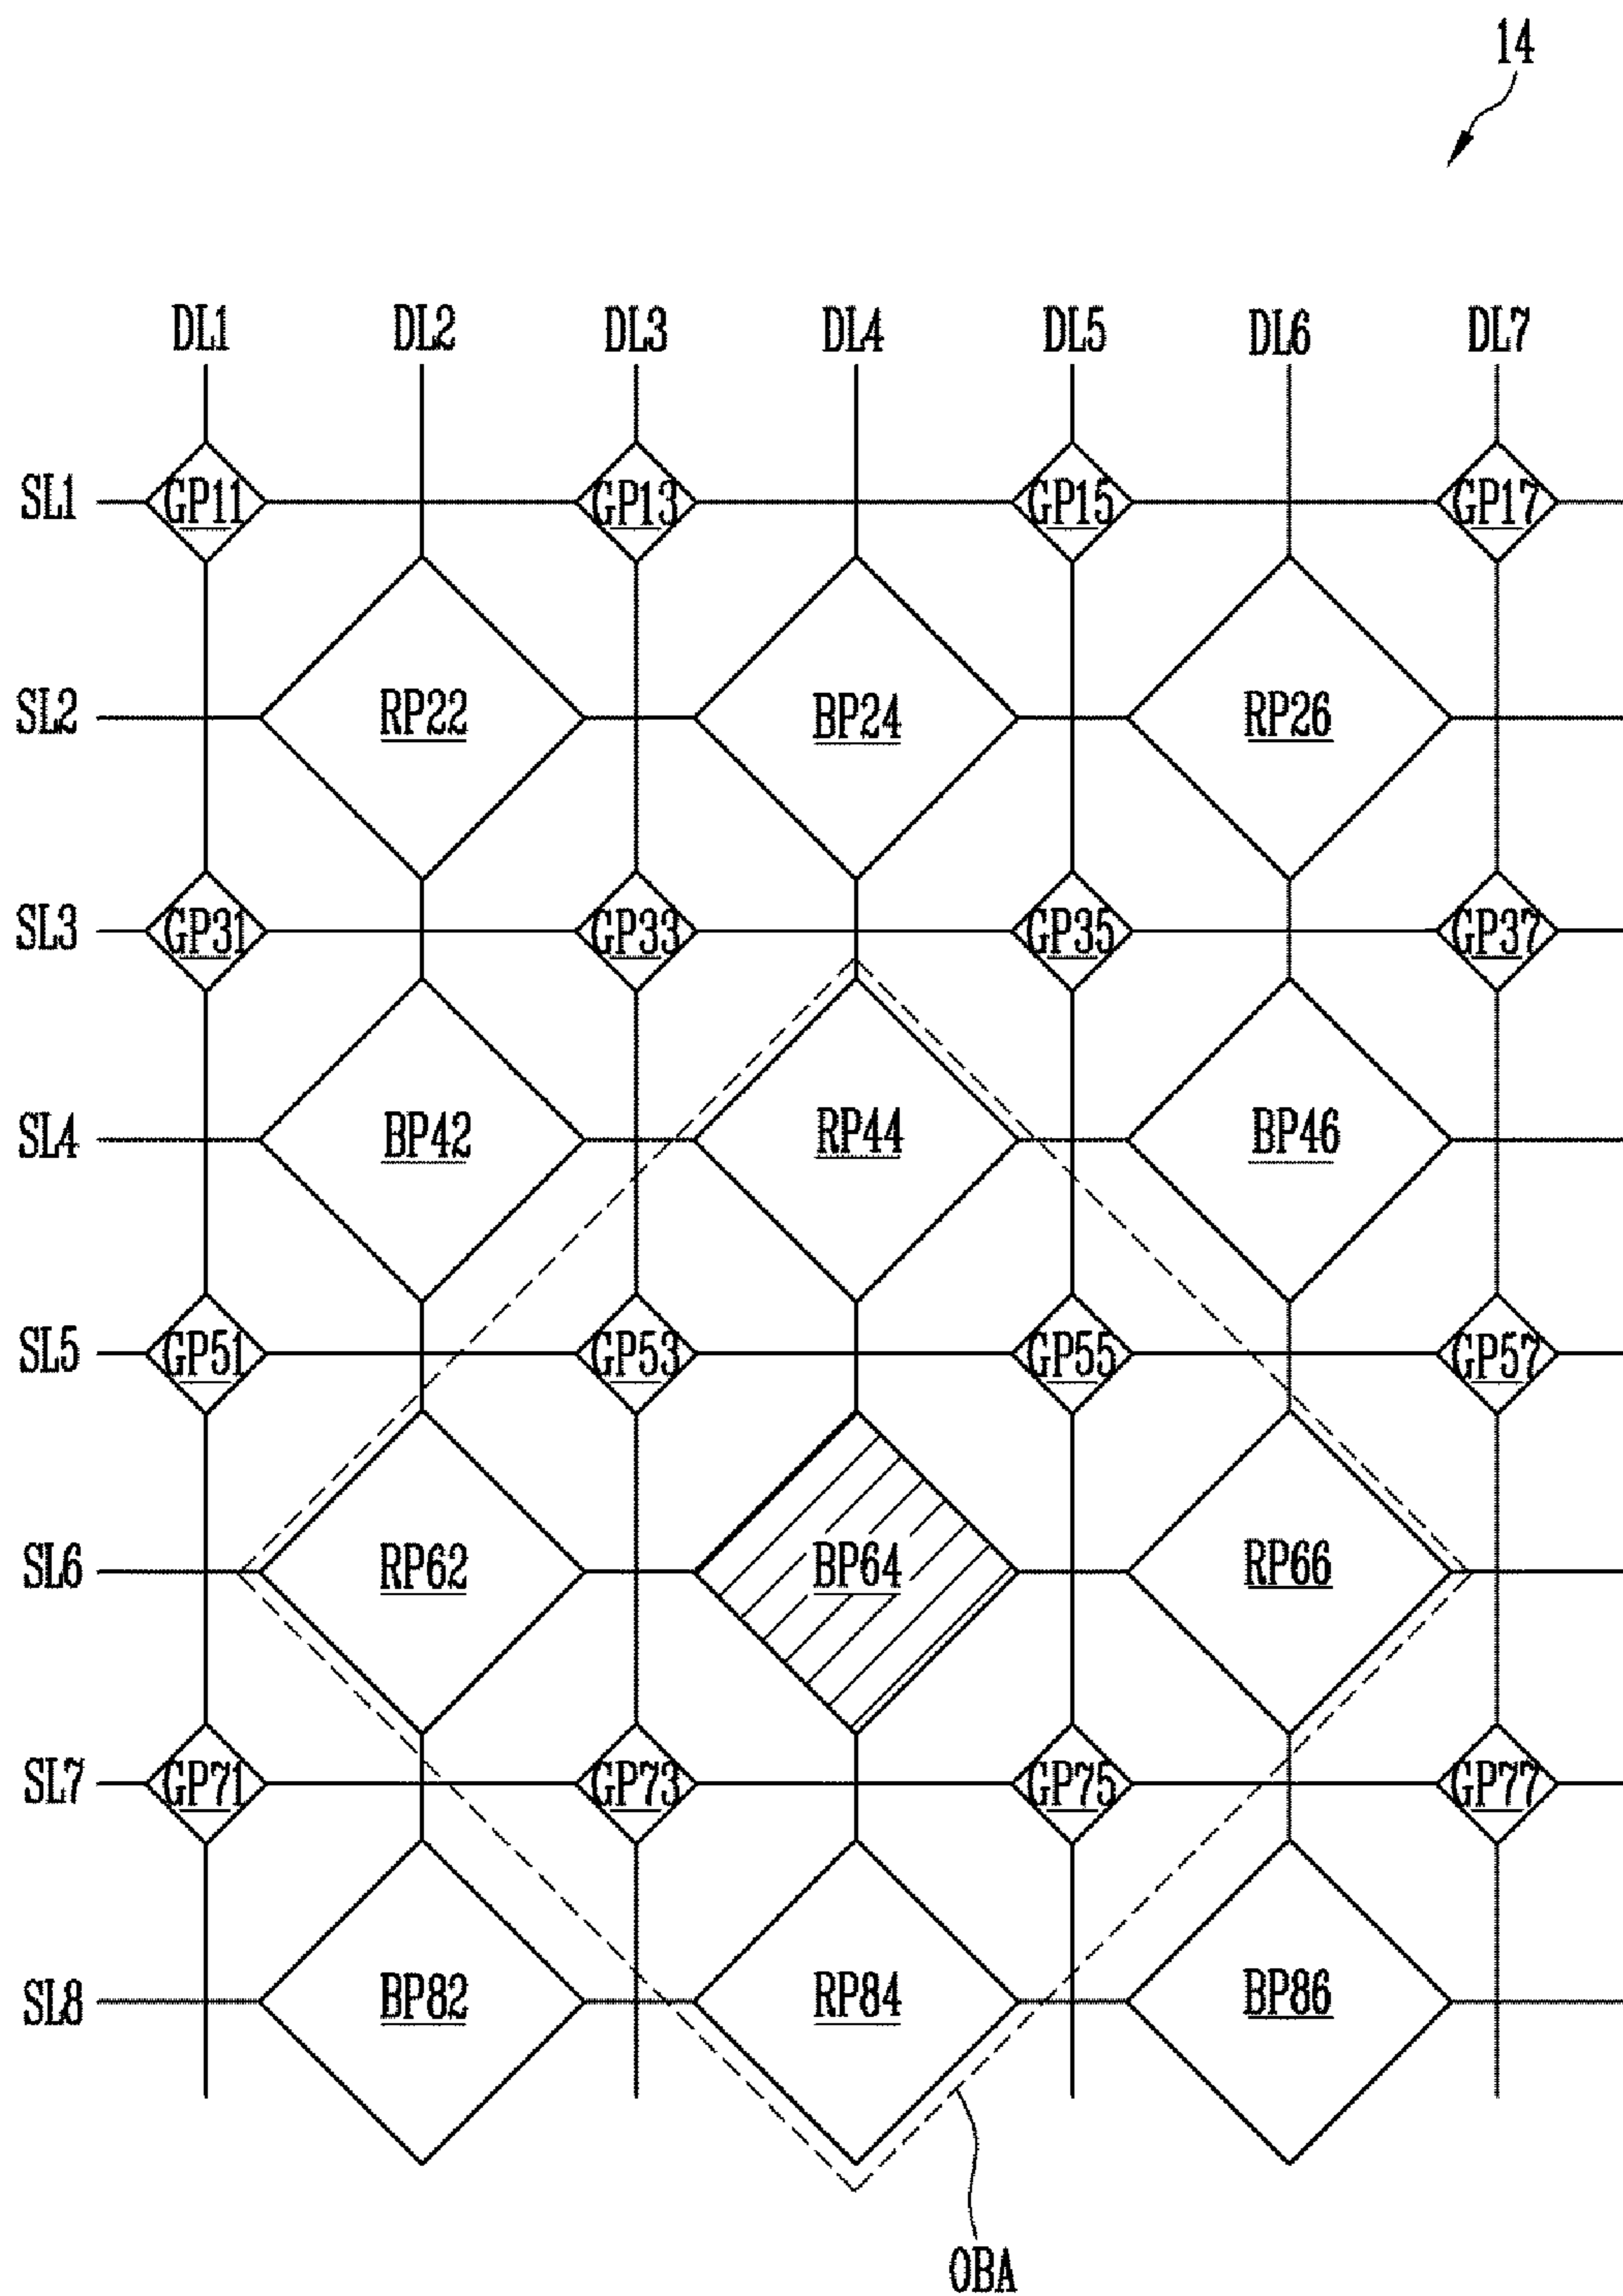 14
DL1 DL2 DL3 DL4 DL5 DL6 DL7
SL1 GP11 GP13 GP15 GP17
SL2 RP22 BP24 RP26
SL3 GP31 GP33 GP35 GP37
SL4 BP42 RP44 BP46
SL5 GP51 GP53 GP55 GP57
SL6 RP62 BP64 RP66
SL7 GP71 GP73 GP75 GP77
SL8 BP82 RP84 BP86
OBA